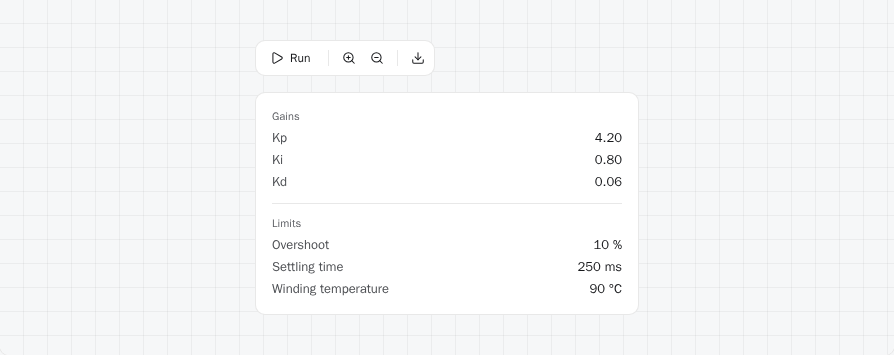 Run
Gains
Kp 4.20
Ki 0.80
Kd 0.06
Limits
Overshoot 10 %
Settling time 250 ms
Winding temperature 90 °C